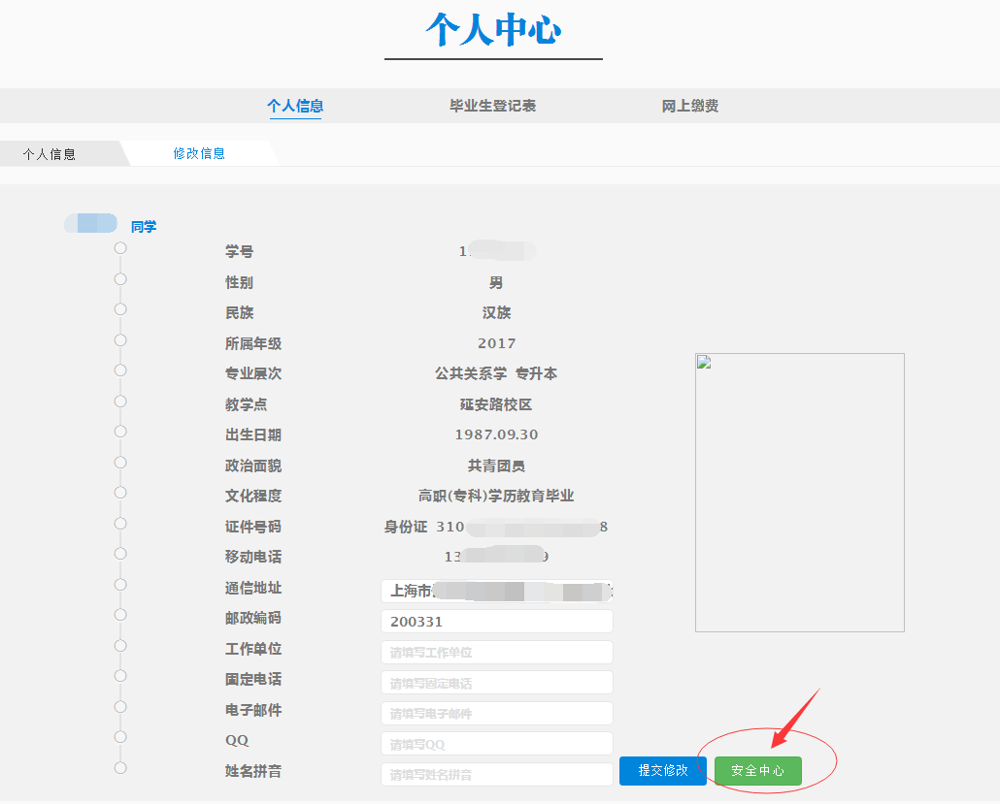 个人中心
个人信息 毕业生登记表 网上缴费
个人信息 修改信息
同学
学号 1
性别 男
民族 汉族
所属年级 2017
专业层次 公共关系学 专升本
教学点 延安路校区
出生日期 1987.09.30
政治面貌 共青团员
文化程度 高职(专科)学历教育毕业
证件号码 身份证 310 8
移动电话 13 9
通信地址 上海市
邮政编码 200331
工作单位 请填写工作单位
固定电话 请填写固定电话
电子邮件 请填写电子邮件
QQ 请填写QQ
姓名拼音 请填写姓名拼音
提交修改 安全中心